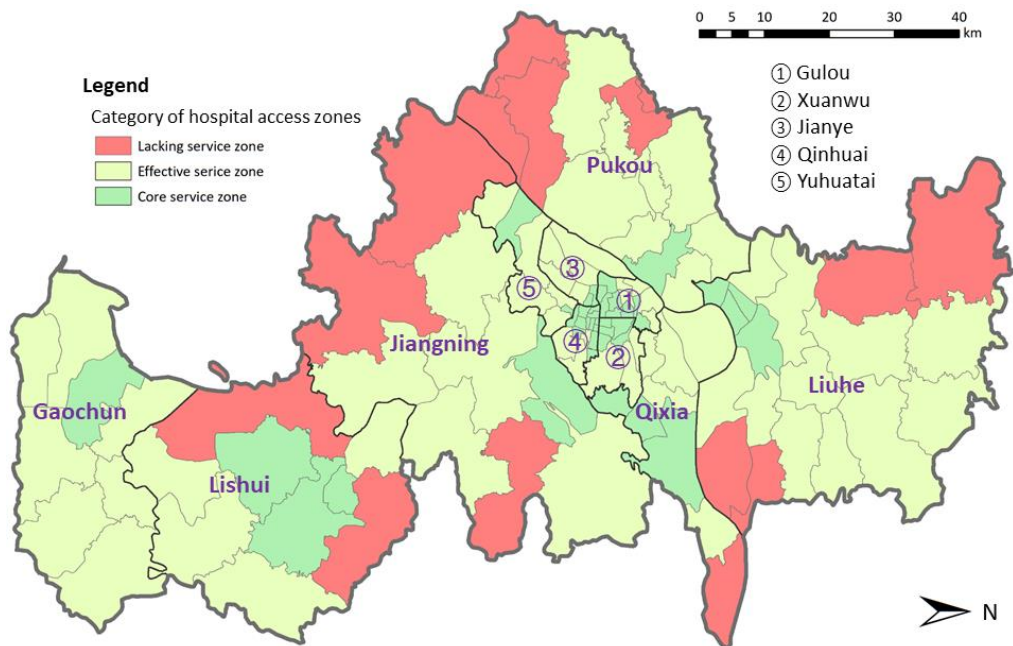 0 5 10 20 30 40
km
Legend
Category of hospital access zones
Lacking service zone
Effective serice zone
Core service zone
① Gulou
② Xuanwu
③ Jianye
④ Qinhuai
⑤ Yuhuatai
Pukou
③
⑤
①
Jiangning
④
②
Gaochun
Qixia
Liuhe
Lishui
N